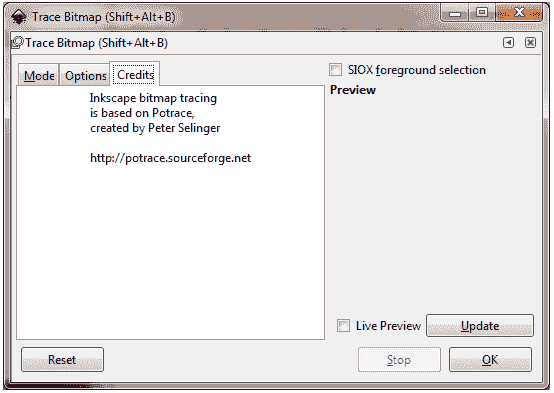 Trace Bitmap (Shift+Alt+B)
Trace Bitmap (Shift+Alt+B)
Mode Options Credits
SIOX foreground selection
Preview
Inkscape bitmap tracing
is based on Potrace,
created by Peter Selinger
http://potrace.sourceforge.net
Live Preview Update
Reset Stop OK